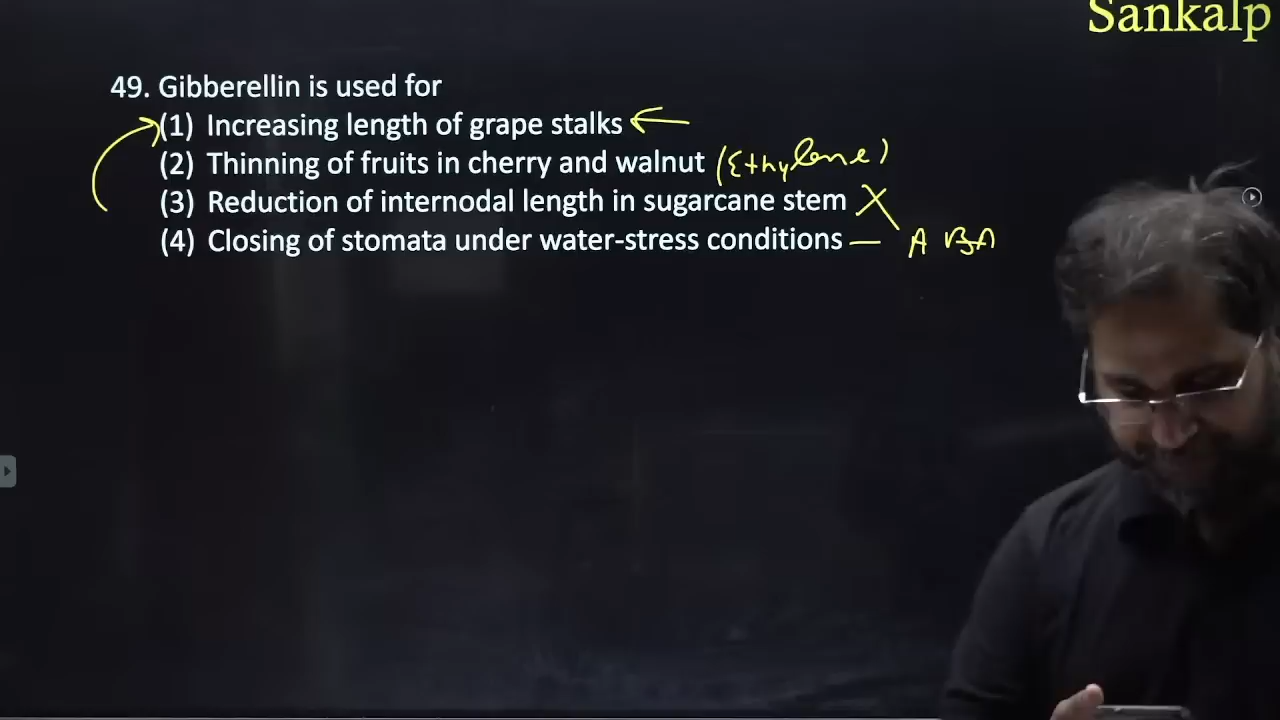 Sankalp
49. Gibberellin is used for
(1) Increasing length of grape stalks
(2) Thinning of fruits in cherry and walnut (Ethylene)
(3) Reduction of internodal length in sugarcane stem X
(4) Closing of stomata under water-stress conditions — ABA